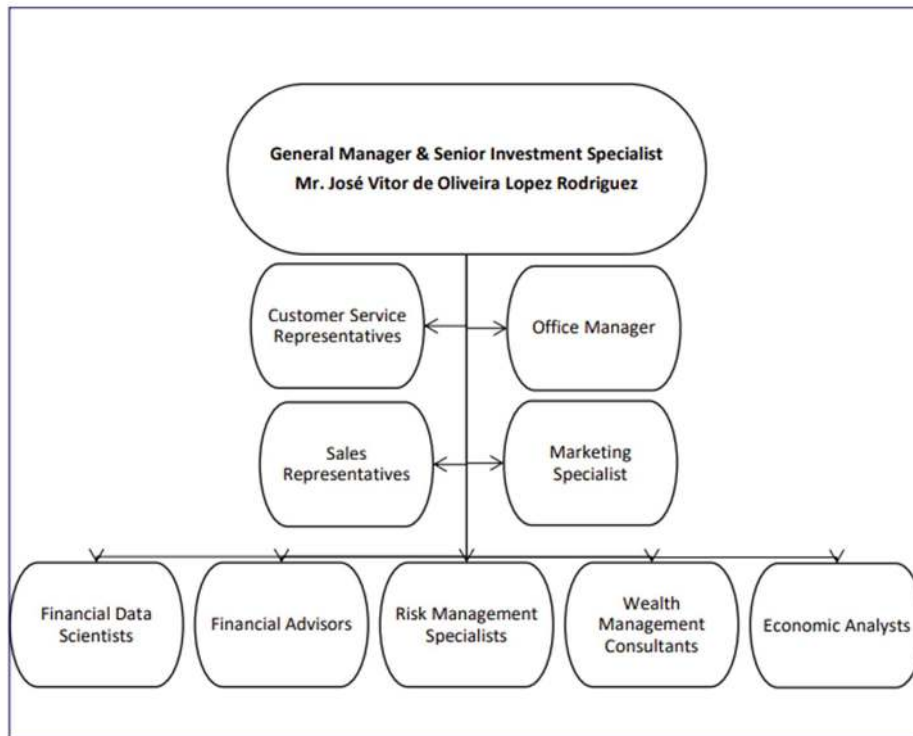 General Manager & Senior Investment Specialist
Mr. José Vitor de Oliveira Lopez Rodriguez
Customer Service
Representatives
Office Manager
Sales
Representatives
Marketing
Specialist
Financial Data
Scientists
Financial Advisors
Risk Management
Specialists
Wealth
Management
Consultants
Economic Analysts